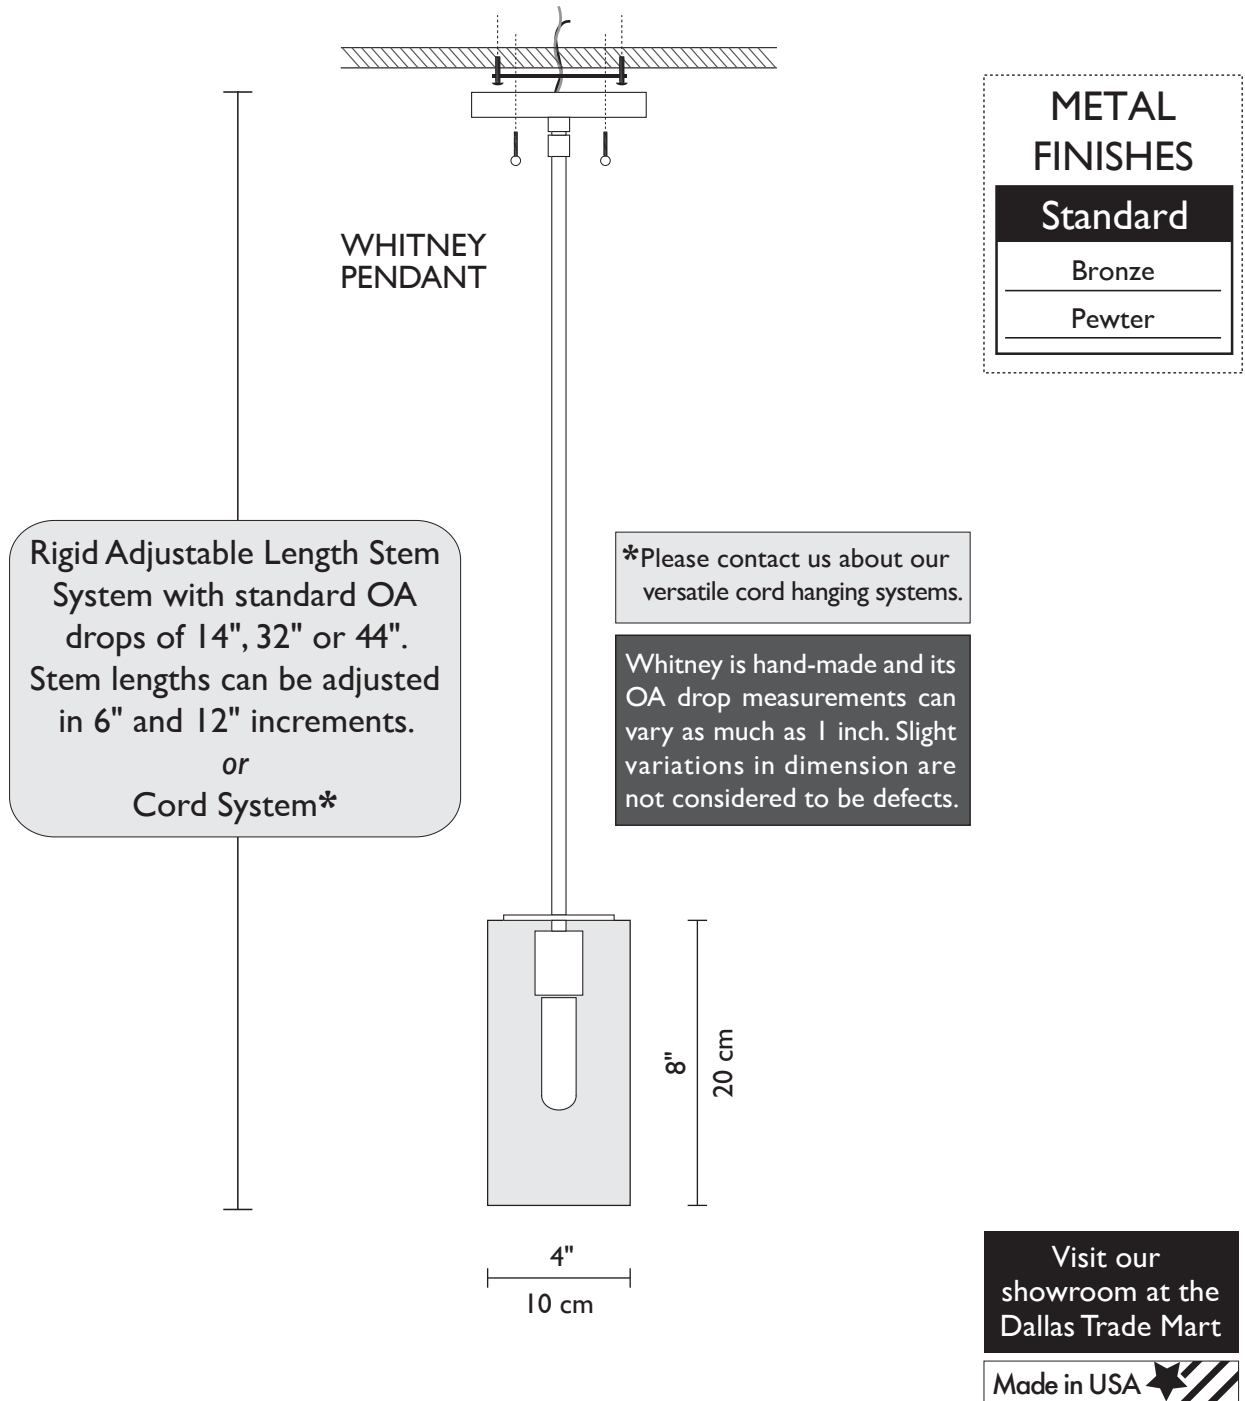 METAL
FINISHES
Standard
Bronze
Pewter
WHITNEY
PENDANT
Rigid Adjustable Length Stem
System with standard OA
drops of 14", 32" or 44".
Stem lengths can be adjusted
in 6" and 12" increments.
or
Cord System*
*Please contact us about our
versatile cord hanging systems.
Whitney is hand-made and its
OA drop measurements can
vary as much as 1 inch. Slight
variations in dimension are
not considered to be defects.
8"
20 cm
4"
10 cm
Visit our
showroom at the
Dallas Trade Mart
Made in USA